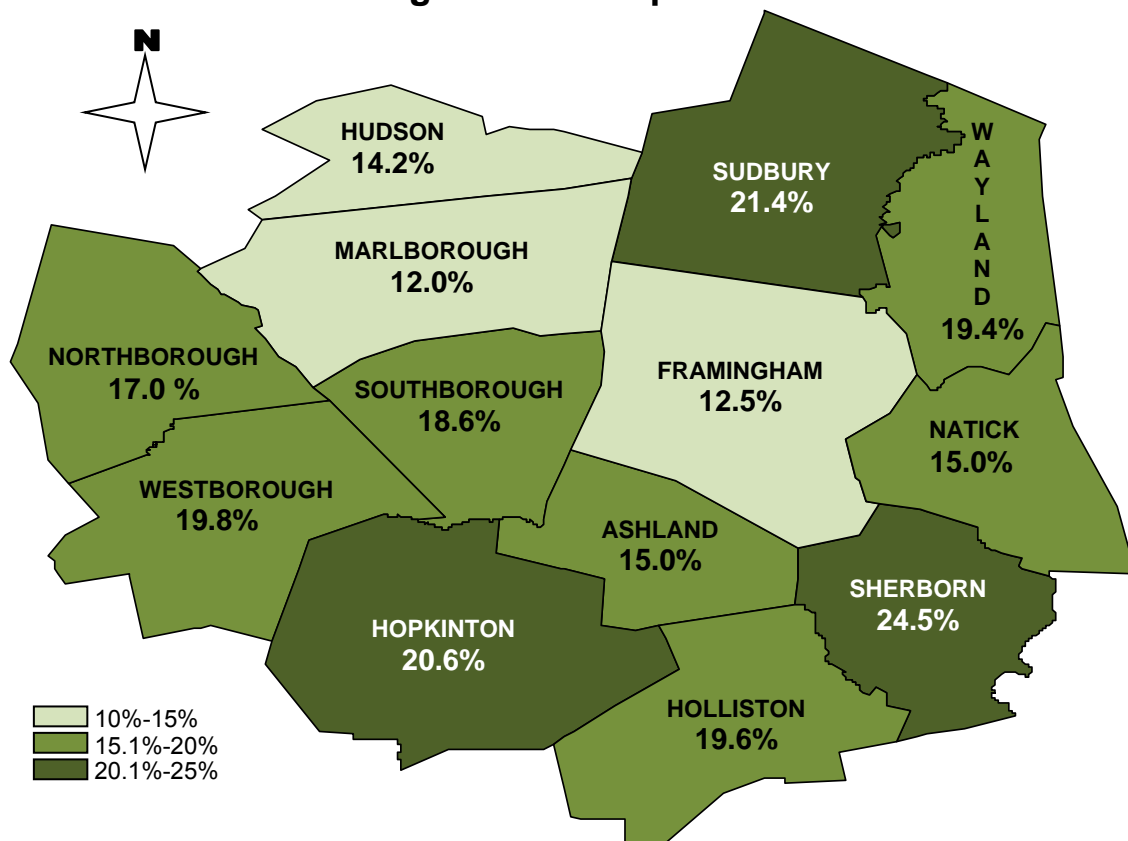 N
HUDSON
14.2%
SUDBURY
21.4%
W
A
Y
L
A
N
D
19.4%
MARLBOROUGH
12.0%
NORTHBOROUGH
17.0 %
SOUTHBOROUGH
18.6%
FRAMINGHAM
12.5%
NATICK
15.0%
WESTBOROUGH
19.8%
ASHLAND
15.0%
SHERBORN
24.5%
HOPKINTON
20.6%
HOLLISTON
19.6%
10%-15%
15.1%-20%
20.1%-25%